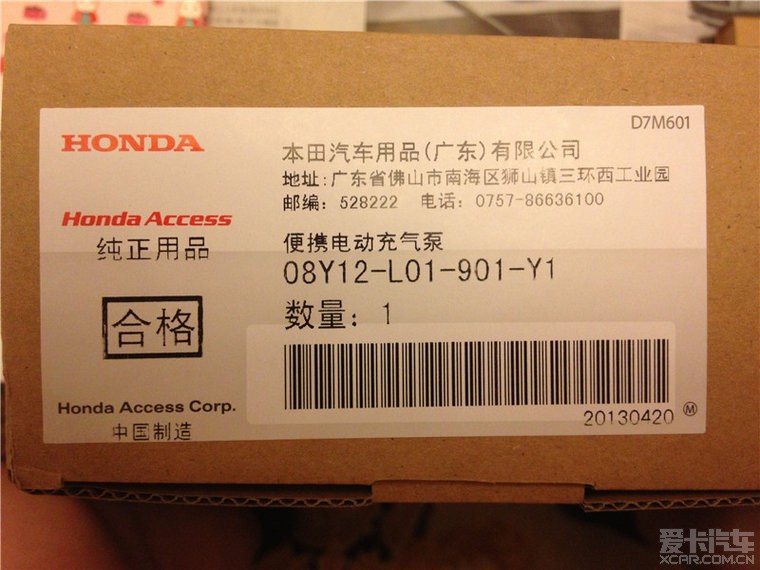 D7M601
HONDA
本田汽车用品(广东)有限公司
地址:广东省佛山市南海区狮山镇三环西工业园
邮编: 528222 电话: 0757-86636100
Honda Access
纯正用品
便携电动充气泵
08Y12-L01-901-Y1
数量: 1
合格
Honda Access Corp.
中国制造
20130420 M
爱卡汽车
XCAR.COM.CN